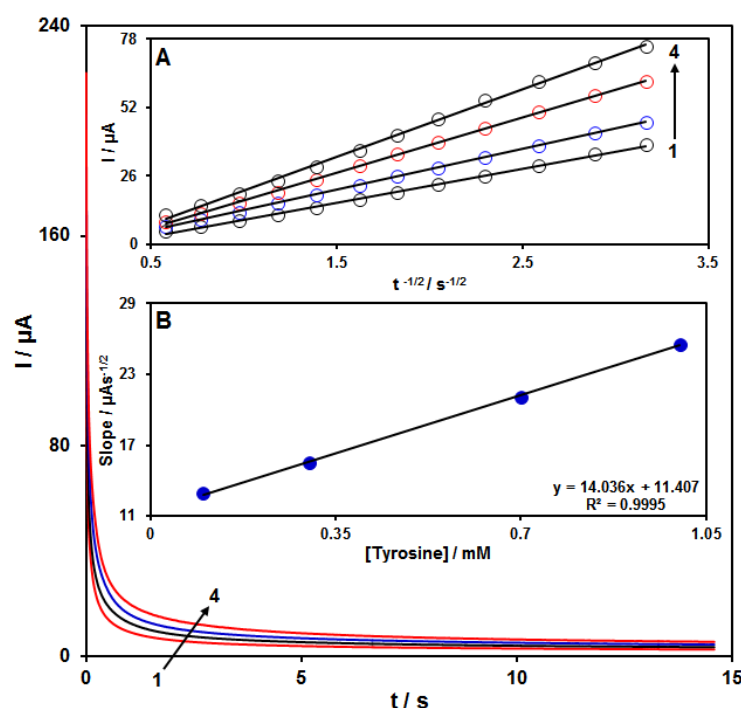 240
160
80
0
I / µA
0
5
10
15
t / s
1
4
A
78
52
26
0
I / µA
0.5
1.5
2.5
3.5
t -1/2 / s-1/2
4
1
B
29
23
17
11
Slope / µAs-1/2
0
0.35
0.7
1.05
[Tyrosine] / mM
y = 14.036x + 11.407
R² = 0.9995